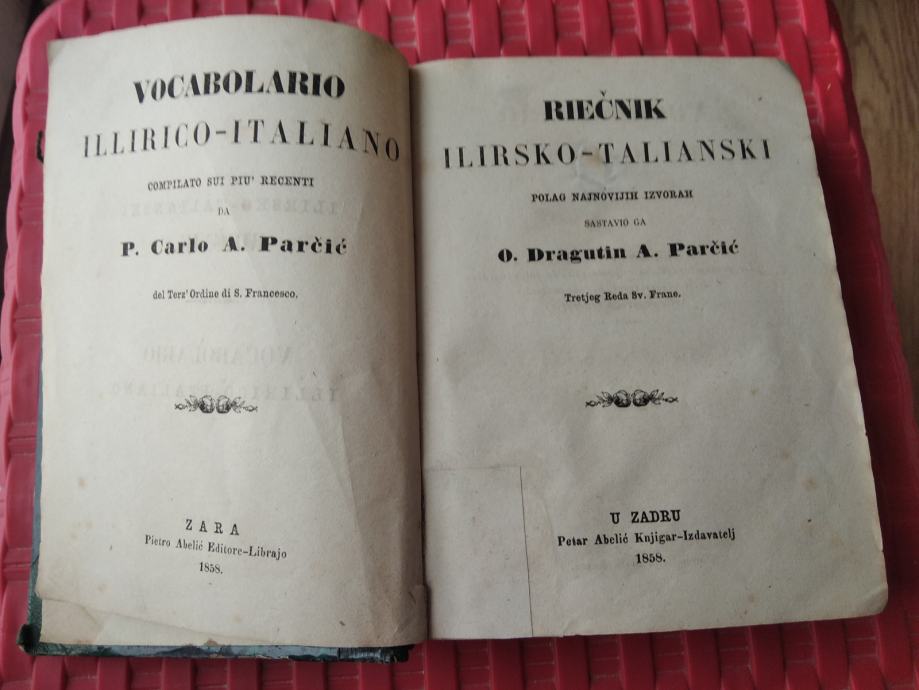 VOCABOLARIO
ILLIRICO-ITALIANO
COMPILATO SUI PIU' RECENTI
DA
P. Carlo A. Parčić
del Terz' Ordine di S. Francesco.
ZARA
Pietro Abelić Editore-Librajo
1858.
RIEČNIK
ILIRSKO-TALIANSKI
POLAG NAJNOVIJIH IZVORAH
SASTAVIO GA
O. Dragutin A. Parčić
Tretjeg Reda Sv. Frane.
U ZADRU
Petar Abelić Knjigar-Izdavatelj
1858.